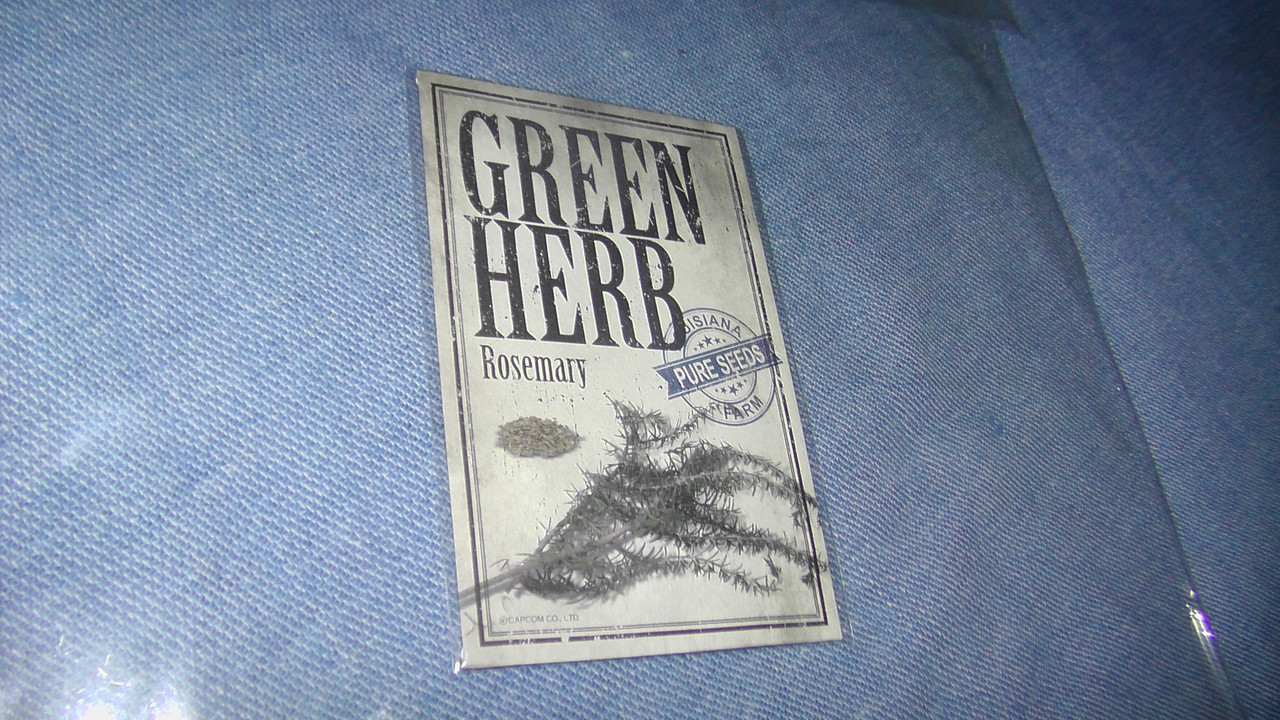 GREEN
HERB
Rosemary
PURE SEEDS
FARM
©CAPCOM CO., LTD.